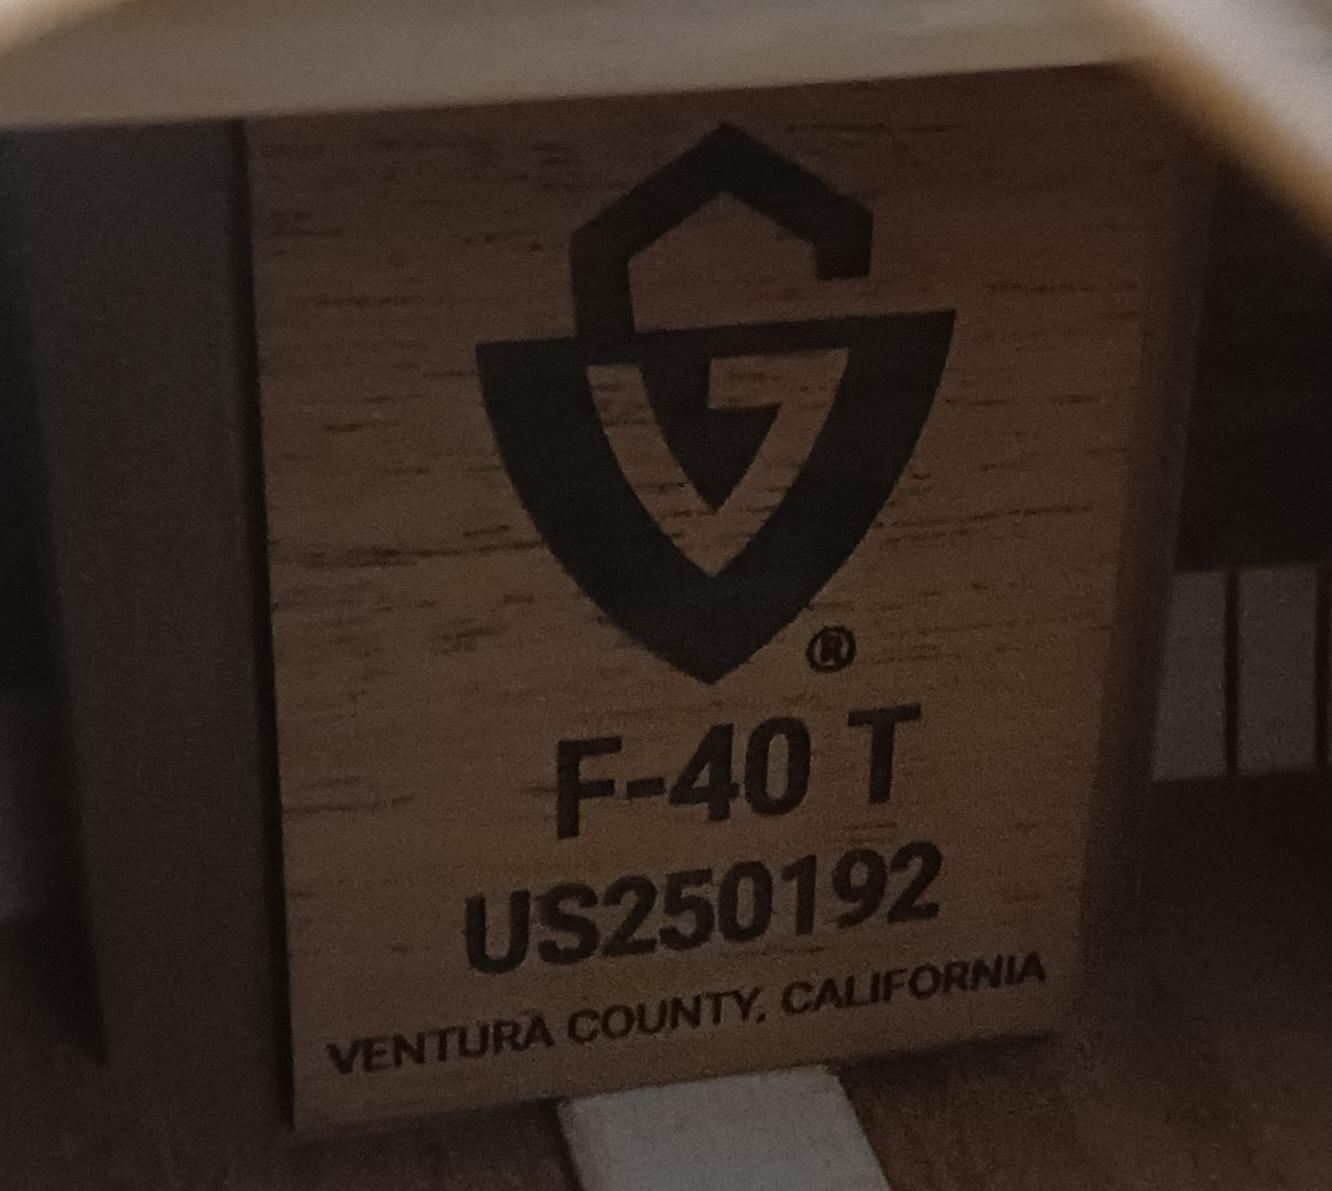 ®
F-40 T
US250192
VENTURA COUNTY, CALIFORNIA